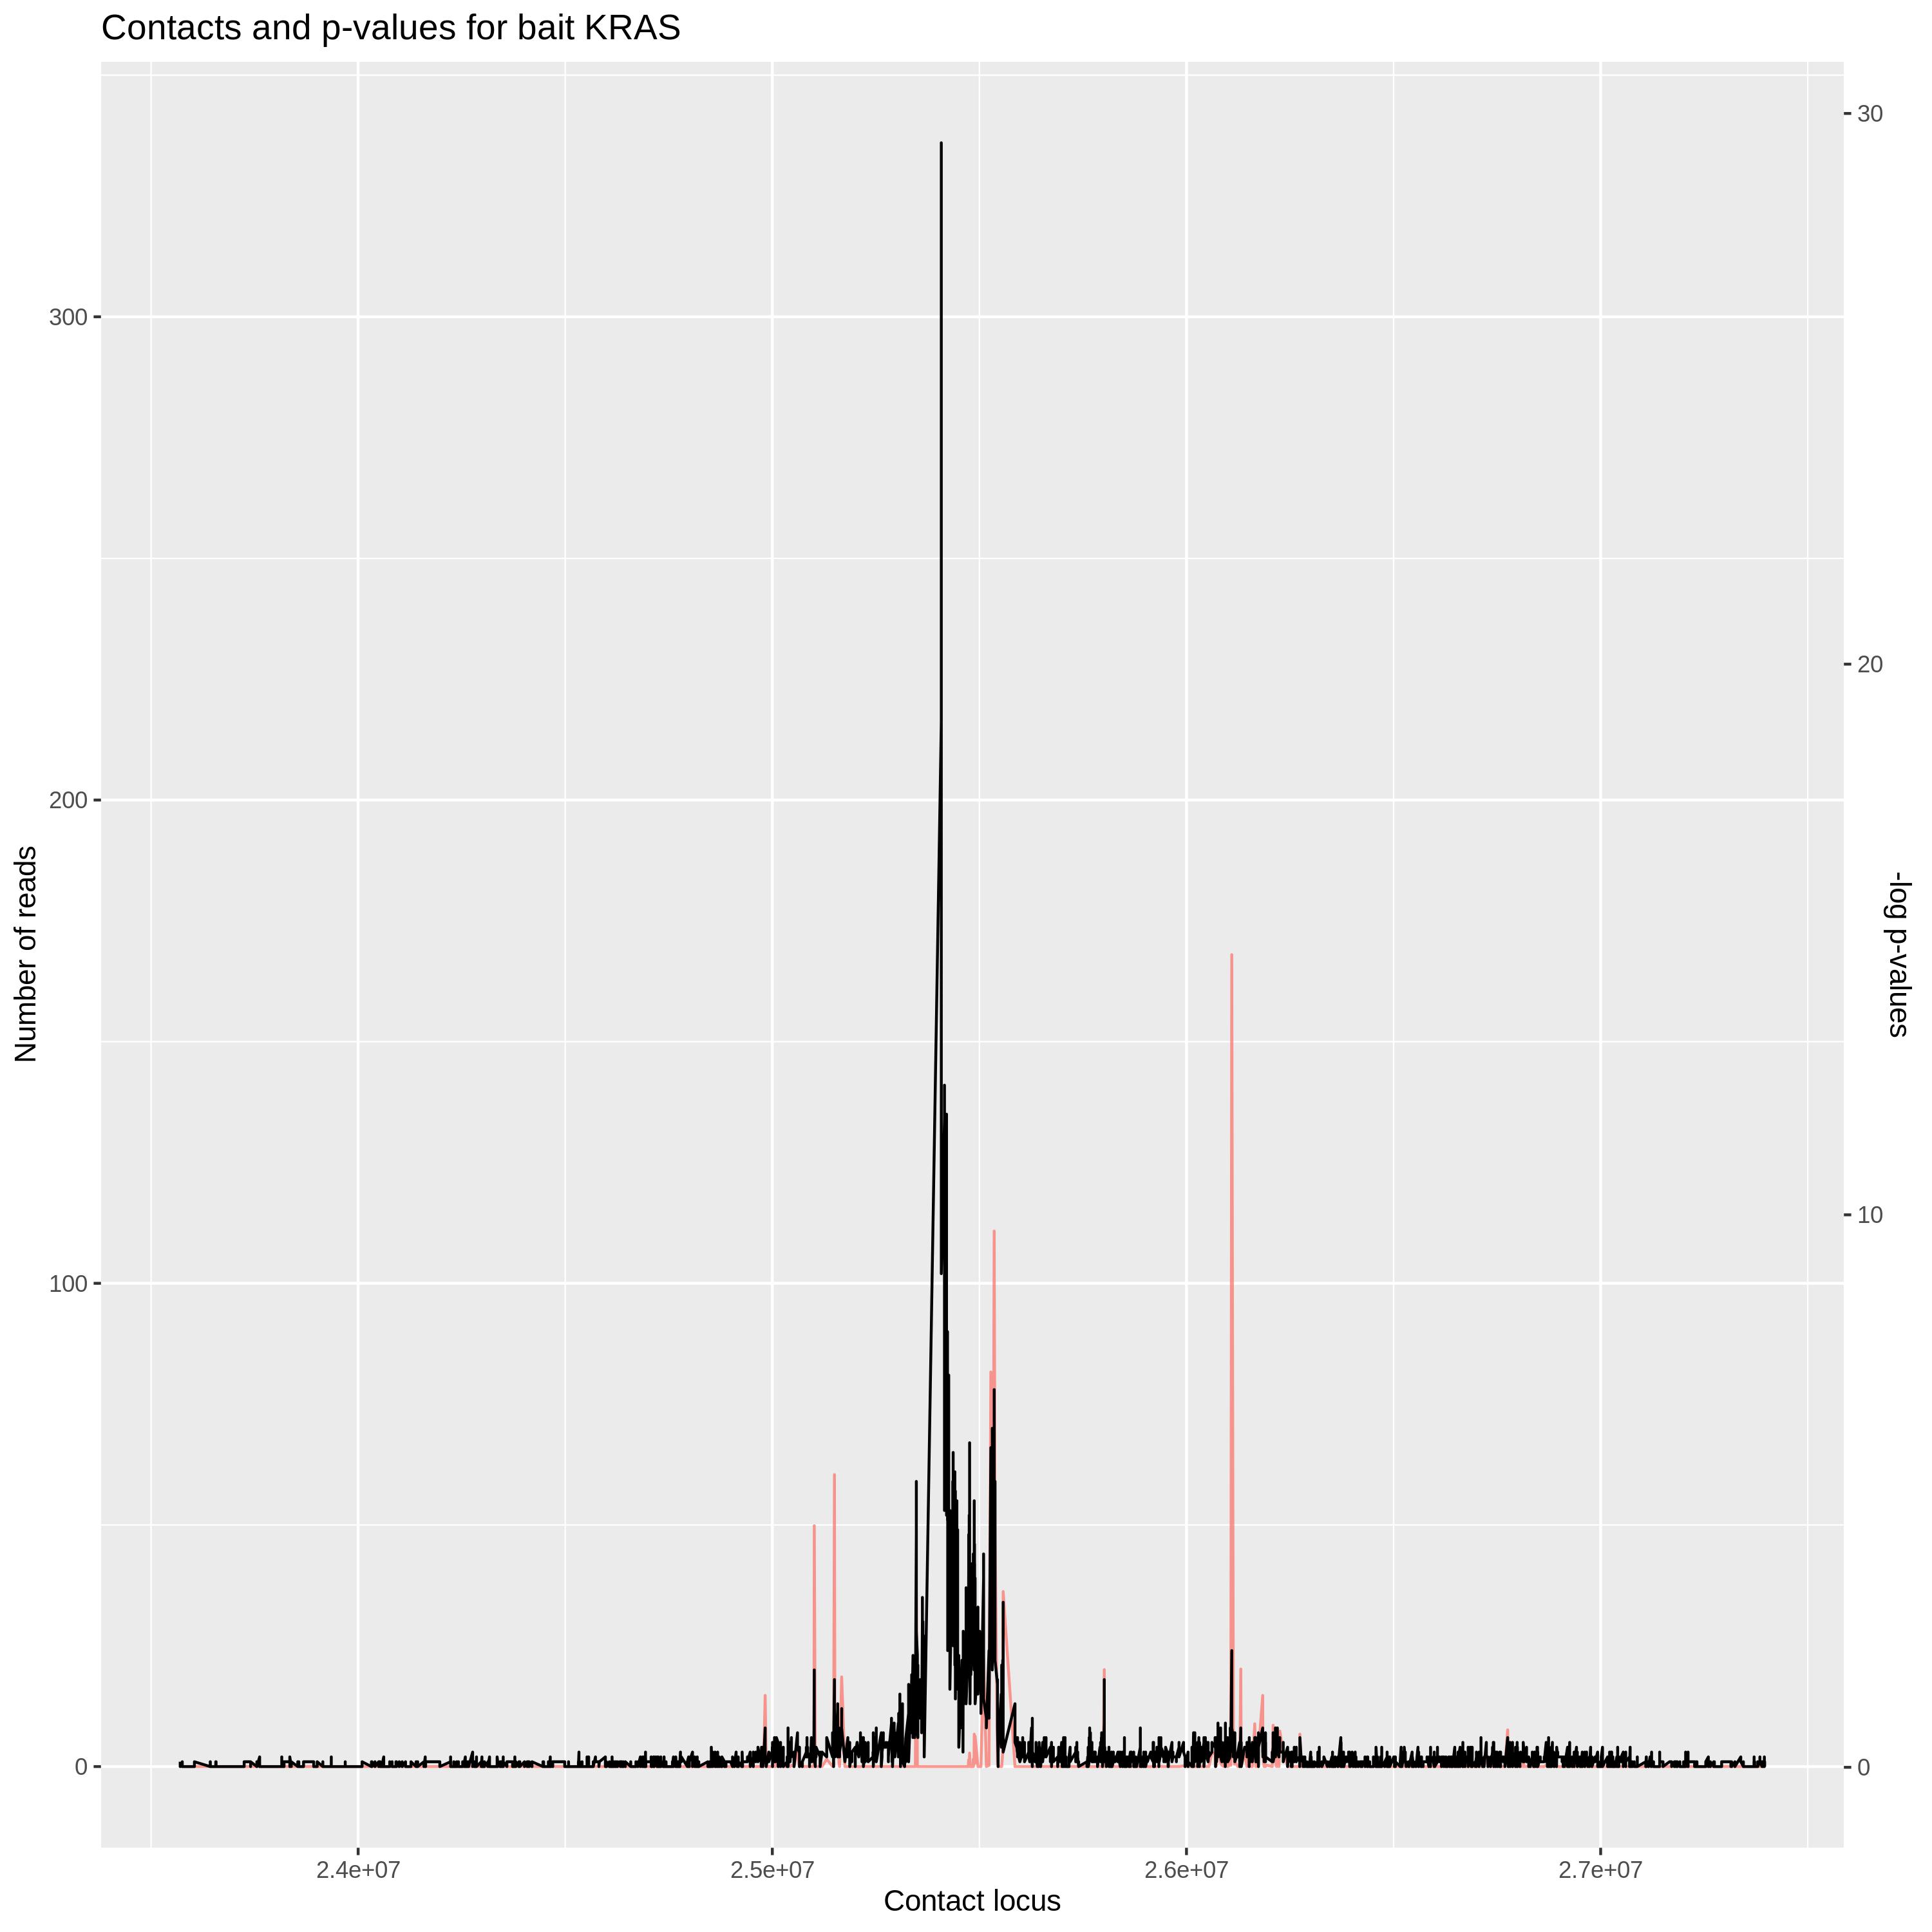 Contacts and p-values for bait KRAS
Number of reads
300
200
100
0
30
20
10
0
-log p-values
2.4e+07
2.5e+07
2.6e+07
2.7e+07
Contact locus